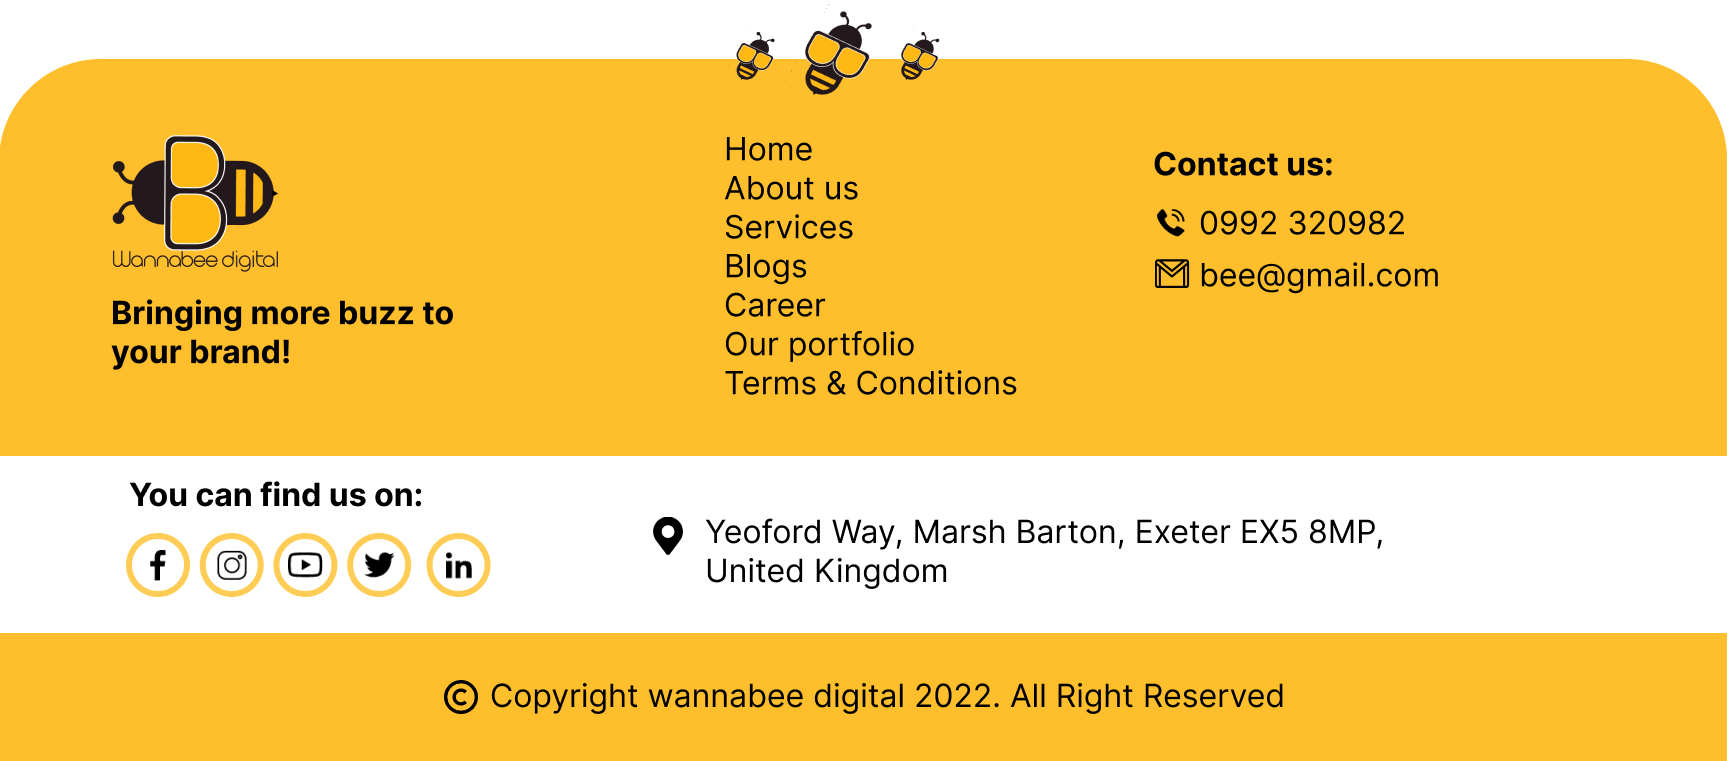 Wannabee digital
Bringing more buzz to
your brand!
Home
About us
Services
Blogs
Career
Our portfolio
Terms & Conditions
Contact us:
0992 320982
bee@gmail.com
You can find us on:
Yeoford Way, Marsh Barton, Exeter EX5 8MP,
United Kingdom
© Copyright wannabee digital 2022. All Right Reserved